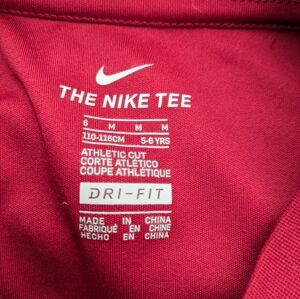 THE NIKE TEE
6 M M M
110-116CM 5-6 YRS
ATHLETIC CUT
CORTE ATLÉTICO
COUPE ATHLÉTIQUE
DRI-FIT
MADE IN CHINA
FABRIQUÉ EN CHINE
HECHO EN CHINA